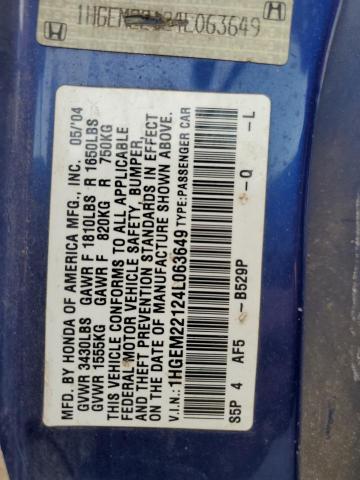 1HGEM22124L063649
MFD. BY HONDA OF AMERICA MFG., INC. 05/'04
GVWR 3430LBS GAWR F 1810LBS R 1650LBS
GVWR 1555KG GAWR F 820KG R 750KG
THIS VEHICLE CONFORMS TO ALL APPLICABLE
FEDERAL MOTOR VEHICLE SAFETY, BUMPER,
AND THEFT PREVENTION STANDARDS IN EFFECT
ON THE DATE OF MANUFACTURE SHOWN ABOVE.
V.I.N.: 1HGEM22124L063649 TYPE:PASSENGER CAR
S5P 4 AF5 -B529P -Q -L